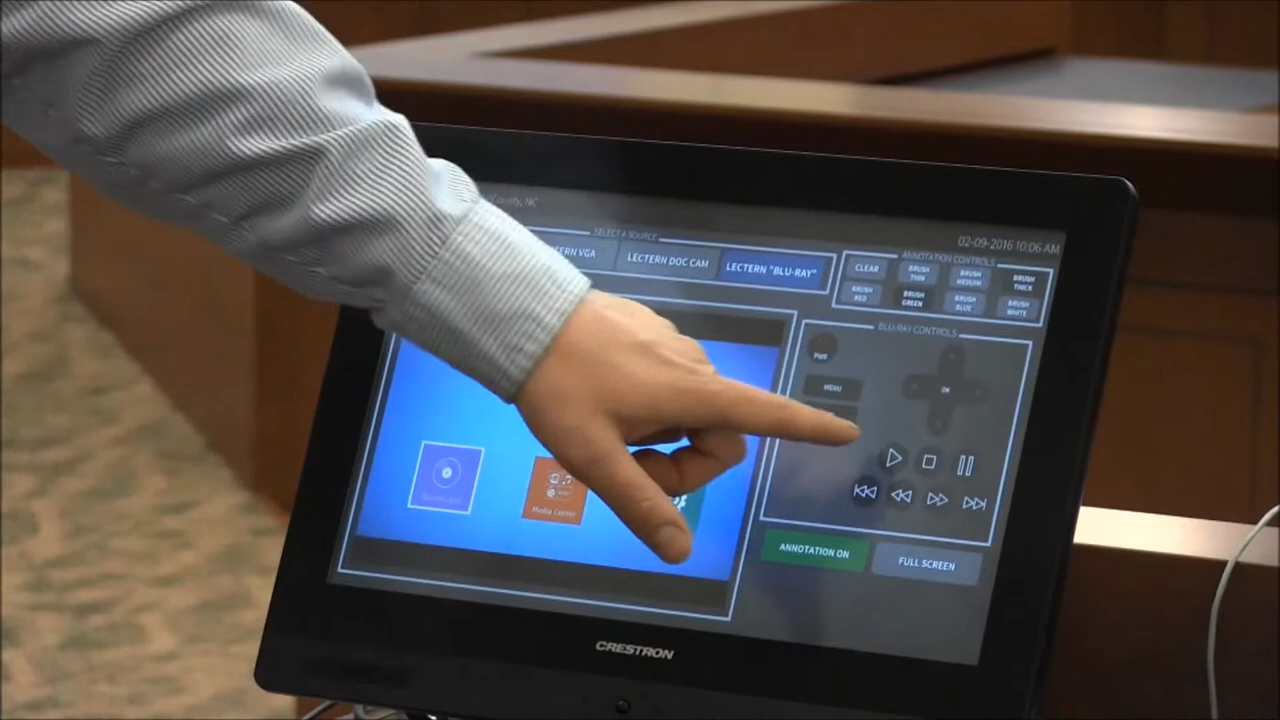 County, NC
02-09-2016 10:06 AM
SELECT A SOURCE
VGA
LECTERN DOC CAM
LECTERN "BLU-RAY"
ANNOTATION CONTROLS
CLEAR
BRUSH THIN
BRUSH MEDIUM
BRUSH THICK
BRUSH RED
BRUSH GREEN
BRUSH BLUE
BRUSH WHITE
BLU-RAY CONTROLS
PWR
MENU
OK
Media Center
ANNOTATION ON
FULL SCREEN
CRESTRON